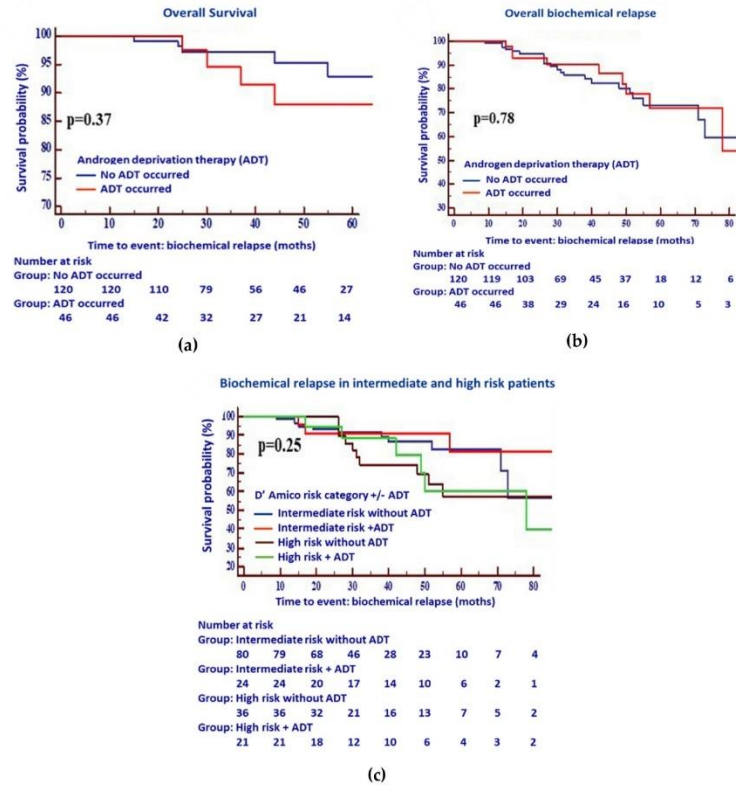 Overall Survival
Survival probability (%)
100
95
90
85
80
75
70
p=0.37
Androgen deprivation therapy (ADT)
No ADT occurred
ADT occurred
0 10 20 30 40 50 60
Time to event: biochemical relapse (moths)
Number at risk
Group: No ADT occurred
120 120 110 79 56 46 27
Group: ADT occurred
46 46 42 32 27 21 14
(a)
Overall biochemical relapse
Survival probability (%)
100
90
80
70
60
50
40
30
p=0.78
Androgen deprivation therapy (ADT)
No ADT occurred
ADT occurred
0 10 20 30 40 50 60 70 80
Time to event: biochemical relapse (moths)
Number at risk
Group: No ADT occurred
120 119 103 69 45 37 18 12 6
Group: ADT occurred
46 46 38 29 24 16 10 5 3
(b)
Biochemical relapse in intermediate and high risk patients
Survival probability (%)
100
90
80
70
60
50
40
30
20
p=0.25
D' Amico risk category +/- ADT
Intermediate risk without ADT
Intermediate risk +ADT
High risk without ADT
High risk + ADT
0 10 20 30 40 50 60 70 80
Time to event: biochemical relapse (moths)
Number at risk
Group: Intermediate risk without ADT
80 79 68 46 28 23 10 7 4
Group: Intermediate risk + ADT
24 24 20 17 14 10 6 2 1
Group: High risk without ADT
36 36 32 21 16 13 7 5 2
Group: High risk + ADT
21 21 18 12 10 6 4 3 2
(c)